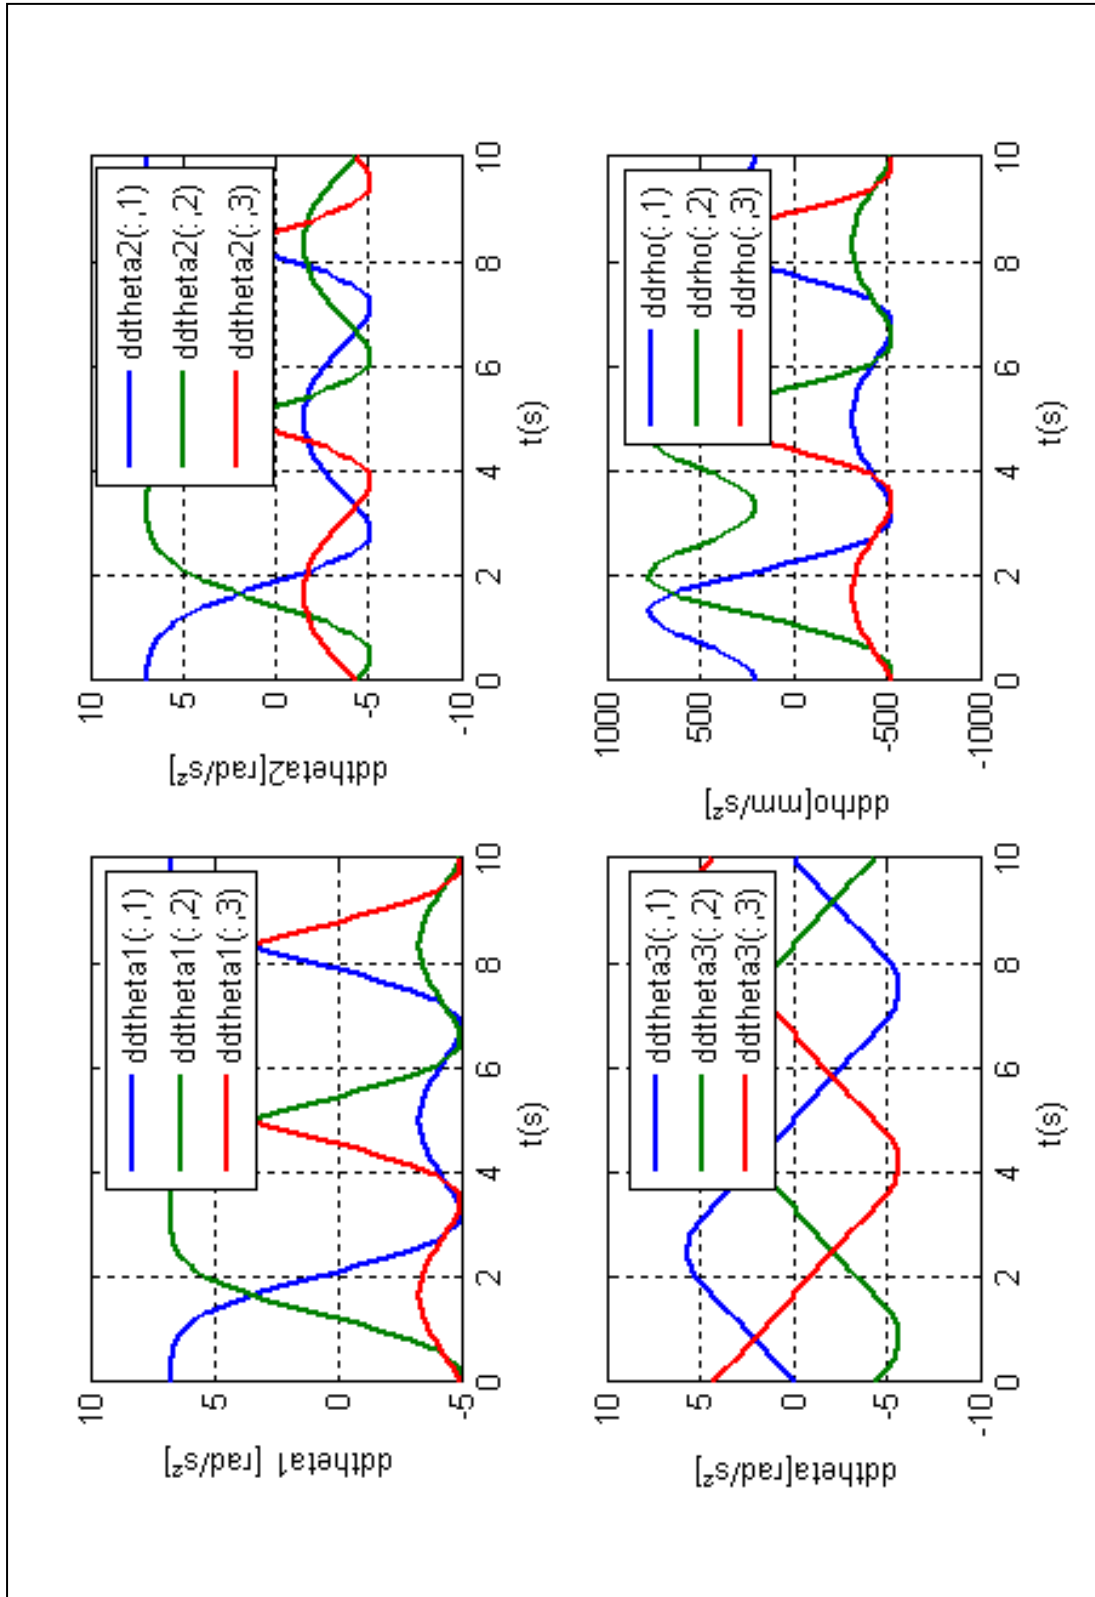 ddtheta1 [rad/s²]
10
5
0
-5
ddtheta1(:,1)
ddtheta1(:,2)
ddtheta1(:,3)
0 2 4 6 8 10
t(s)
ddtheta2[rad/s²]
10
5
0
-5
-10
ddtheta2(:,1)
ddtheta2(:,2)
ddtheta2(:,3)
0 2 4 6 8 10
t(s)
ddtheta[rad/s²]
10
5
0
-5
-10
ddtheta3(:,1)
ddtheta3(:,2)
ddtheta3(:,3)
0 2 4 6 8 10
ddrho[mm/s²]
1000
500
0
-500
-1000
ddrho(:,1)
ddrho(:,2)
ddrho(:,3)
0 2 4 6 8 10